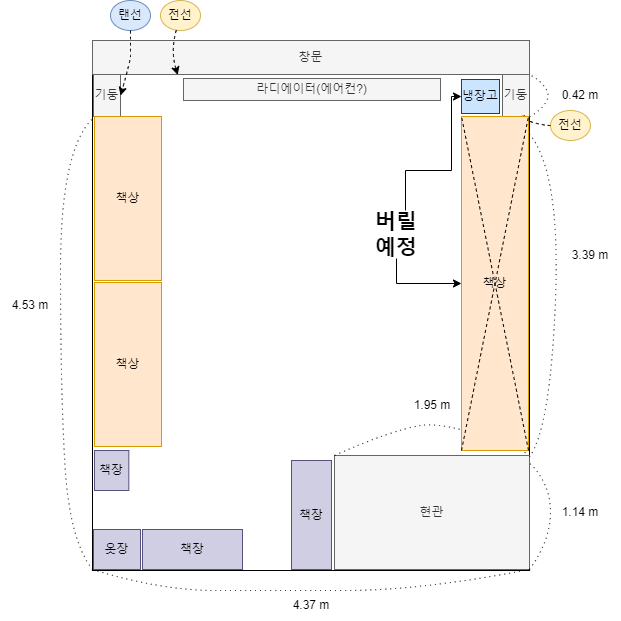 랜선
전선
창문
기둥
라디에이터(에어컨?)
냉장고
기둥
0.42 m
전선
책상
버릴
예정
3.39 m
책상
4.53 m
책상
1.95 m
책장
책장
현관
1.14 m
옷장
책장
4.37 m